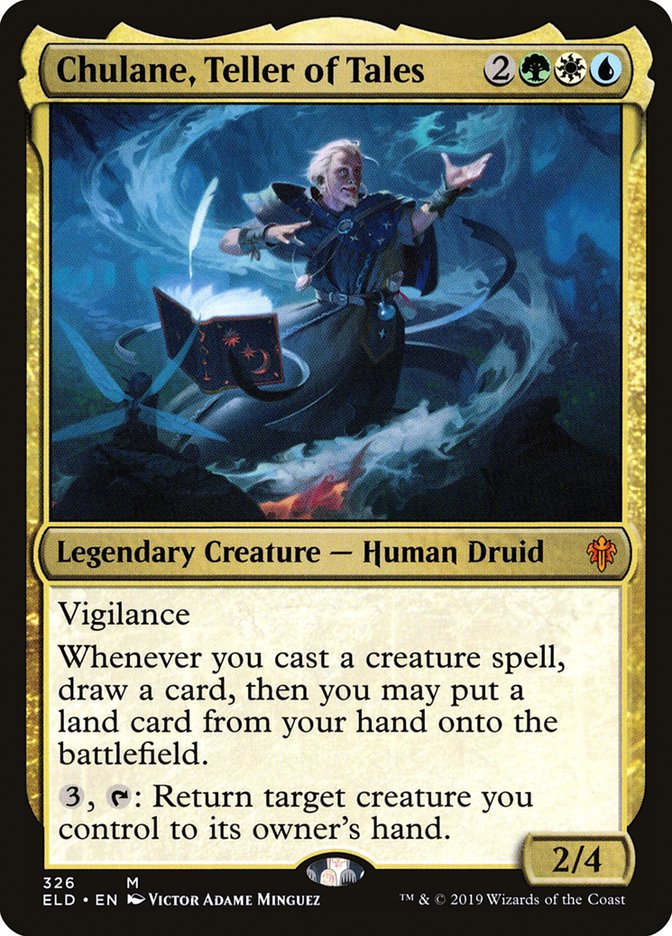 Chulane, Teller of Tales 2
Legendary Creature — Human Druid
Vigilance
Whenever you cast a creature spell,
draw a card, then you may put a
land card from your hand onto the
battlefield.
3, : Return target creature you
control to its owner's hand.
2/4
326 M
ELD • EN VICTOR ADAME MINGUEZ
™ & © 2019 Wizards of the Coast